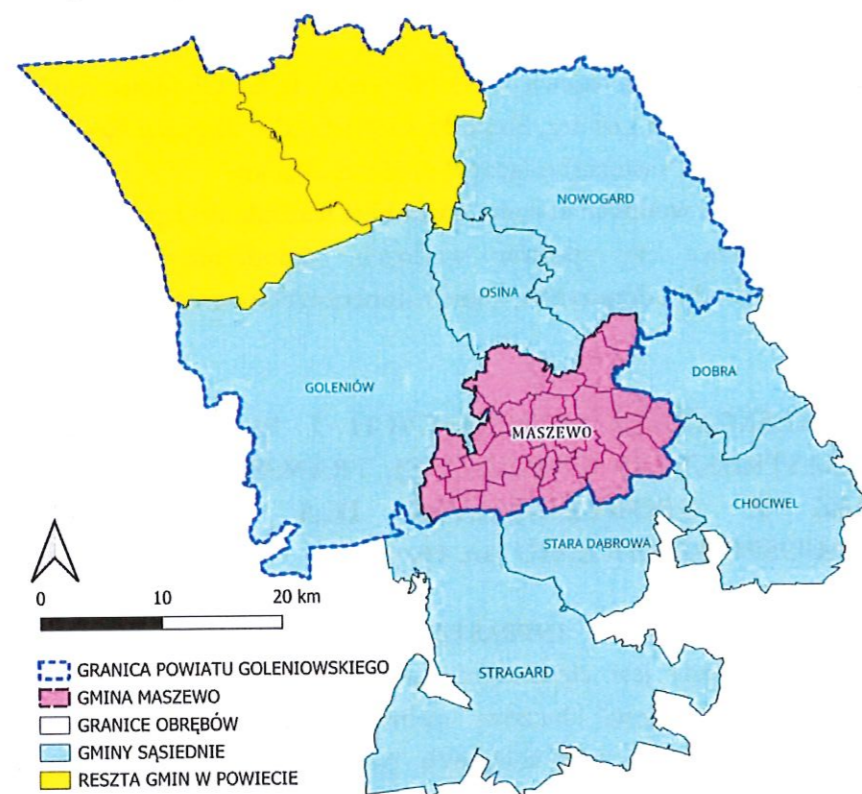 NOWOGARD
OSINA
GOLENIÓW
DOBRA
MASZEWO
CHOCIWEL
STARA DĄBROWA
STRAGARD
0 10 20 km
GRANICA POWIATU GOLENIOWSKIEGO
GMINA MASZEWO
GRANICE OBRĘBÓW
GMINY SĄSIEDNIE
RESZTA GMIN W POWIECIE